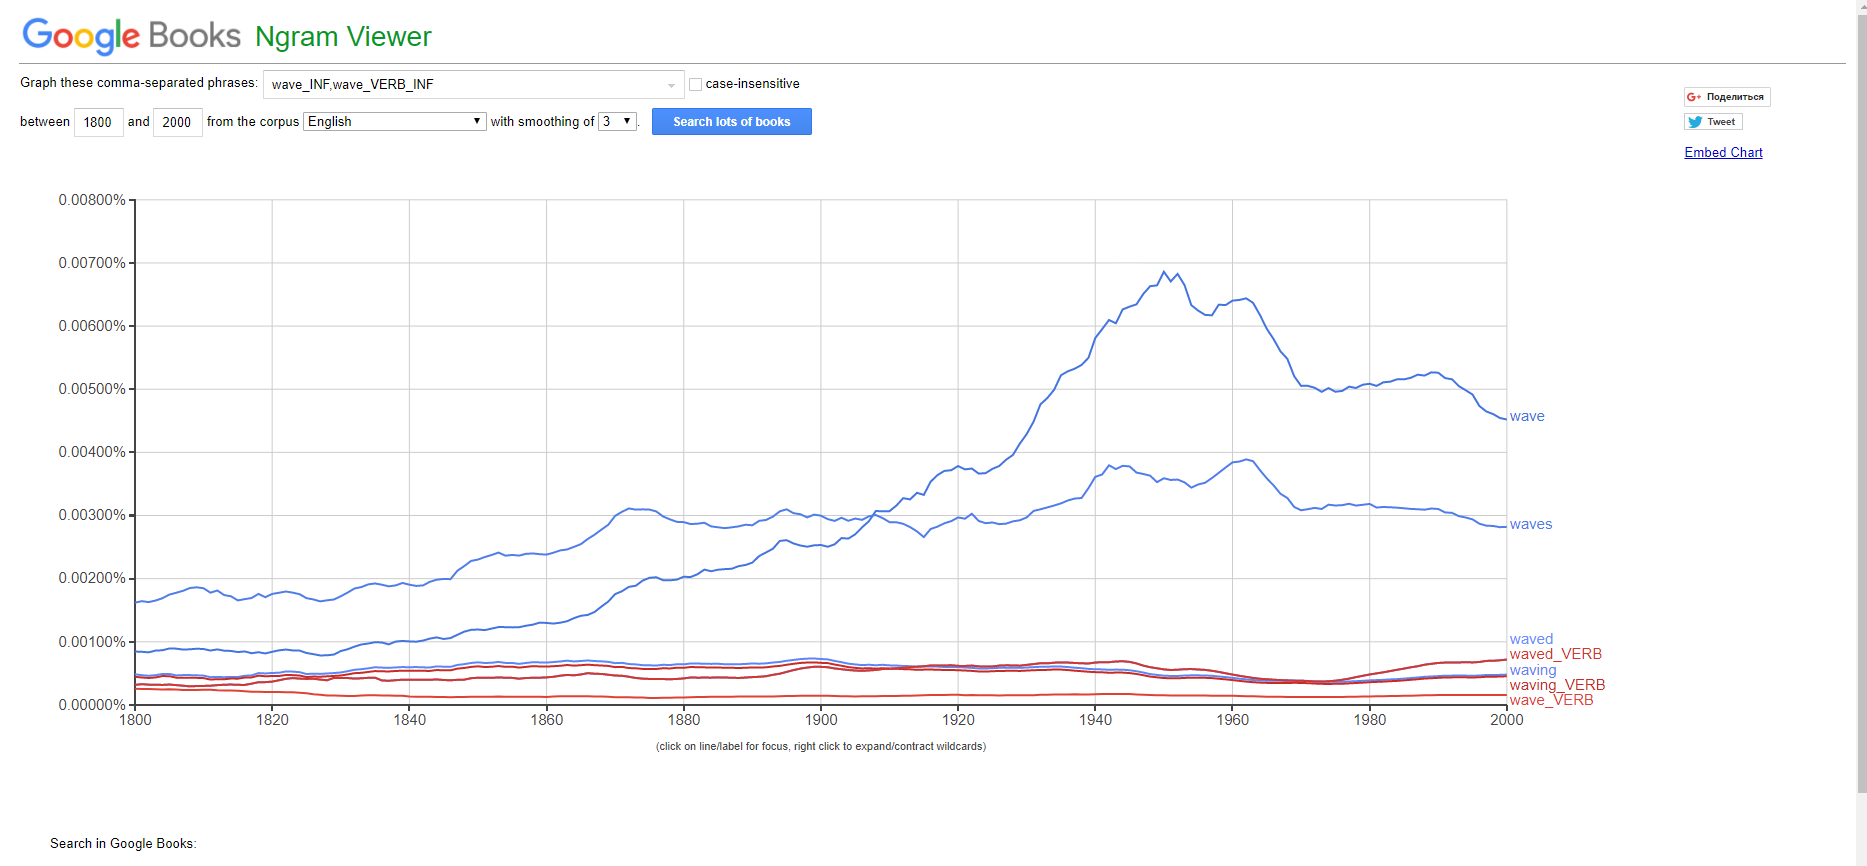 Google Books Ngram Viewer
Graph these comma-separated phrases: wave_INF,wave_VERB_INF case-insensitive
between 1800 and 2000 from the corpus English with smoothing of 3 . Search lots of books
G+ Поделиться
Tweet
Embed Chart
0.00800%
0.00700%
0.00600%
0.00500%
0.00400%
0.00300%
0.00200%
0.00100%
0.00000%
wave
waves
waved
waved_VERB
waving
waving_VERB
wave_VERB
1800 1820 1840 1860 1880 1900 1920 1940 1960 1980 2000
(click on line/label for focus, right click to expand/contract wildcards)
Search in Google Books: